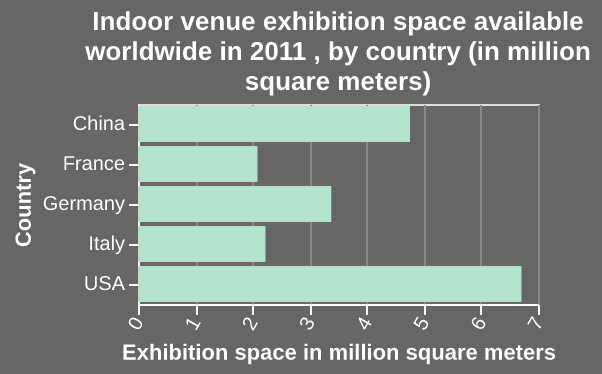 Indoor venue exhibition space available
worldwide in 2011 , by country (in million
square meters)
Country
China
France
Germany
Italy
USA
0 1 2 3 4 5 6 7
Exhibition space in million square meters